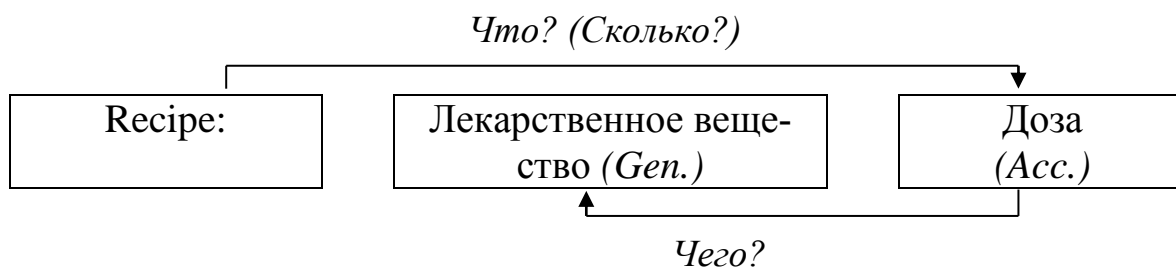 Что? (Сколько?)
Recipe: Лекарственное веще- Доза
ство (Gen.) (Acc.)
Чего?